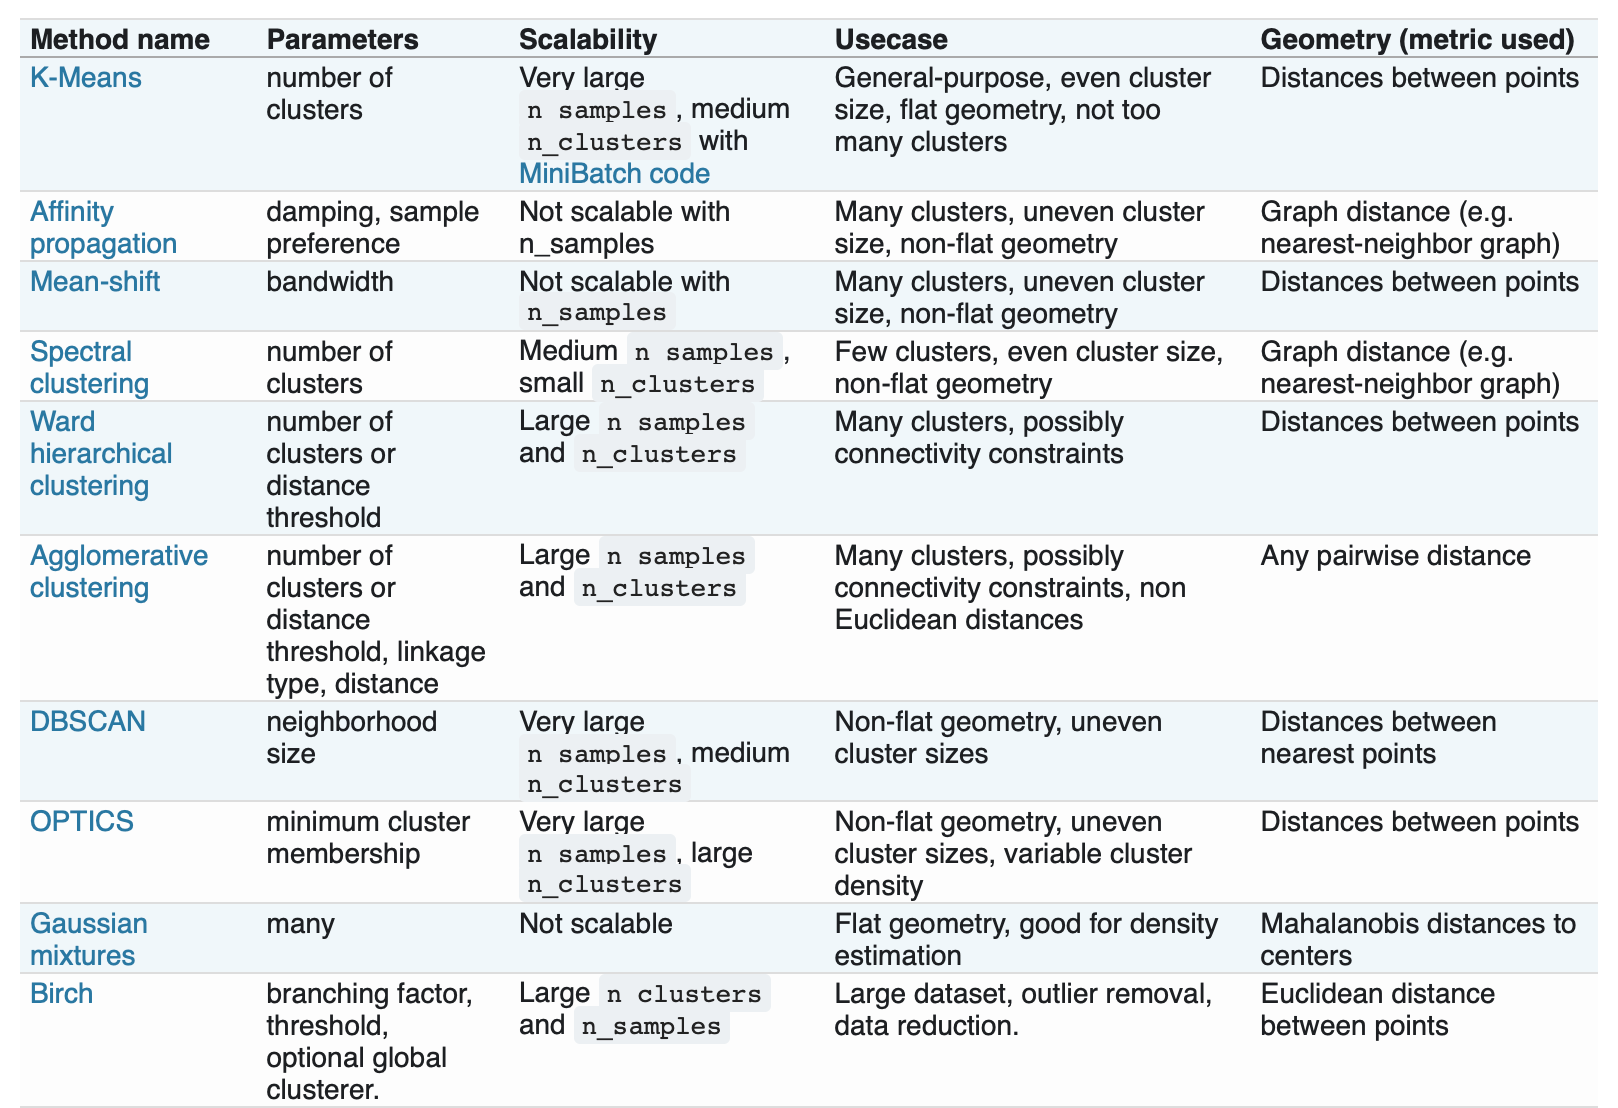 Method name Parameters Scalability Usecase Geometry (metric used)
K-Means number of Very large General-purpose, even cluster Distances between points
clusters n_samples , medium size, flat geometry, not too
n_clusters with many clusters
MiniBatch code
Affinity damping, sample Not scalable with Many clusters, uneven cluster Graph distance (e.g.
propagation preference n_samples size, non-flat geometry nearest-neighbor graph)
Mean-shift bandwidth Not scalable with Many clusters, uneven cluster Distances between points
n_samples size, non-flat geometry
Spectral number of Medium n_samples , Few clusters, even cluster size, Graph distance (e.g.
clustering clusters small n_clusters non-flat geometry nearest-neighbor graph)
Ward number of Large n_samples Many clusters, possibly Distances between points
hierarchical clusters or and n_clusters connectivity constraints
clustering distance
threshold
Agglomerative number of Large n_samples Many clusters, possibly Any pairwise distance
clustering clusters or and n_clusters connectivity constraints, non
distance Euclidean distances
threshold, linkage
type, distance
DBSCAN neighborhood Very large Non-flat geometry, uneven Distances between
size n_samples , medium cluster sizes nearest points
n_clusters
OPTICS minimum cluster Very large Non-flat geometry, uneven Distances between points
membership n_samples , large cluster sizes, variable cluster
n_clusters density
Gaussian many Not scalable Flat geometry, good for density Mahalanobis distances to
mixtures estimation centers
Birch branching factor, Large n_clusters Large dataset, outlier removal, Euclidean distance
threshold, and n_samples data reduction. between points
optional global
clusterer.